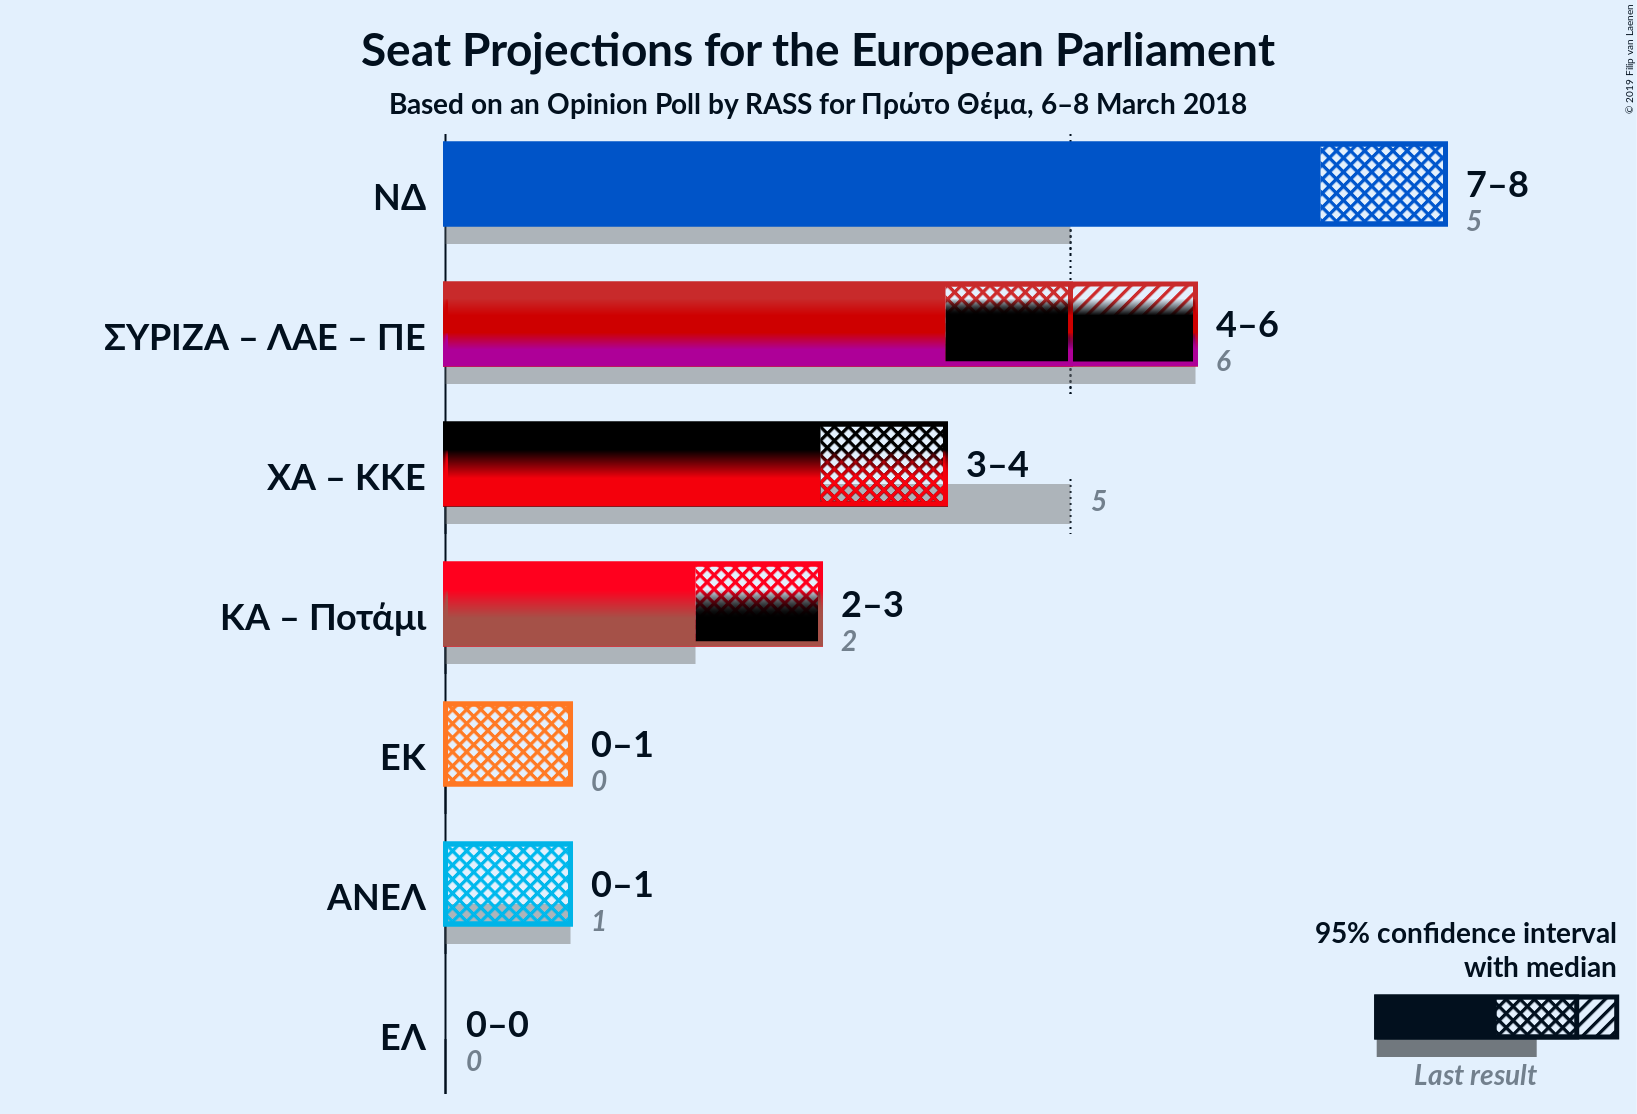 Seat Projections for the European Parliament
Based on an Opinion Poll by RASS for Πρώτο Θέμα, 6–8 March 2018
© 2019 Filip van Laenen
ΝΔ
7–8
5
ΣΥΡΙΖΑ – ΛΑΕ – ΠΕ
4–6
6
ΧΑ – ΚΚΕ
3–4
5
ΚΑ – Ποτάμι
2–3
2
ΕΚ
0–1
0
ΑΝΕΛ
0–1
1
ΕΛ
0–0
0
95% confidence interval
with median
Last result